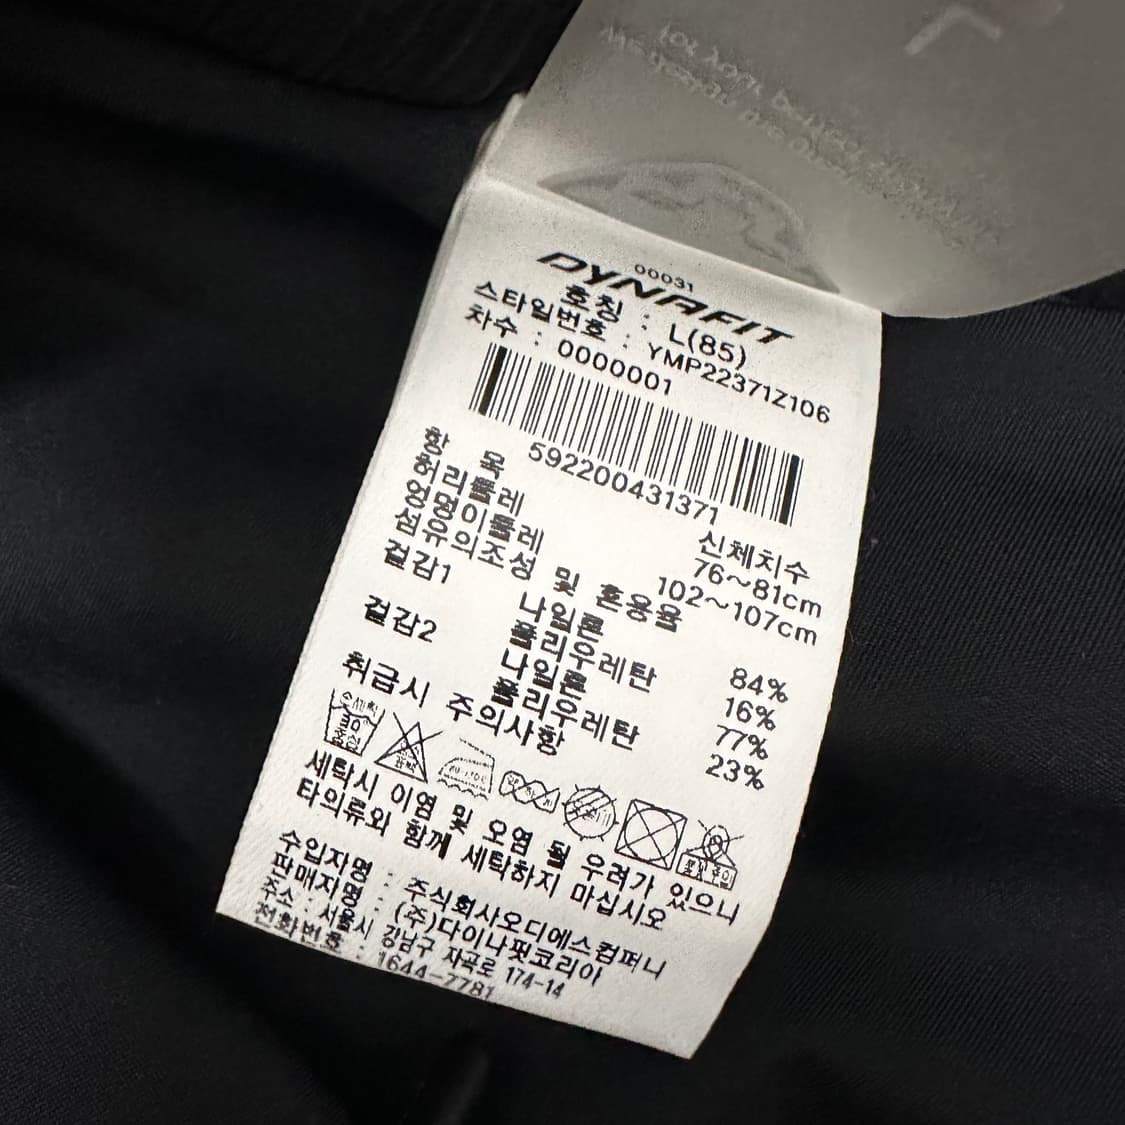 00031
DYNAFIT
호칭 : L(85)
스타일번호 : YMP22371Z106
차수 : 0000001
592200431371
항 목 신체치수
허리둘레 76~81cm
엉덩이둘레 102~107cm
섬유의조성 및 혼용율
겉감1 나일론 84%
폴리우레탄 16%
겉감2 나일론 77%
폴리우레탄 23%
취급시 주의사항
세탁시 이염 및 오염 될 우려가 있으니
타의류와 함께 세탁하지 마십시오
수입자명 : 주식회사오디에스컴퍼니
판매자명 : (주)다이나핏코리아
주소 : 서울시 강남구 자곡로 174-14
전화번호 : 1644-7781